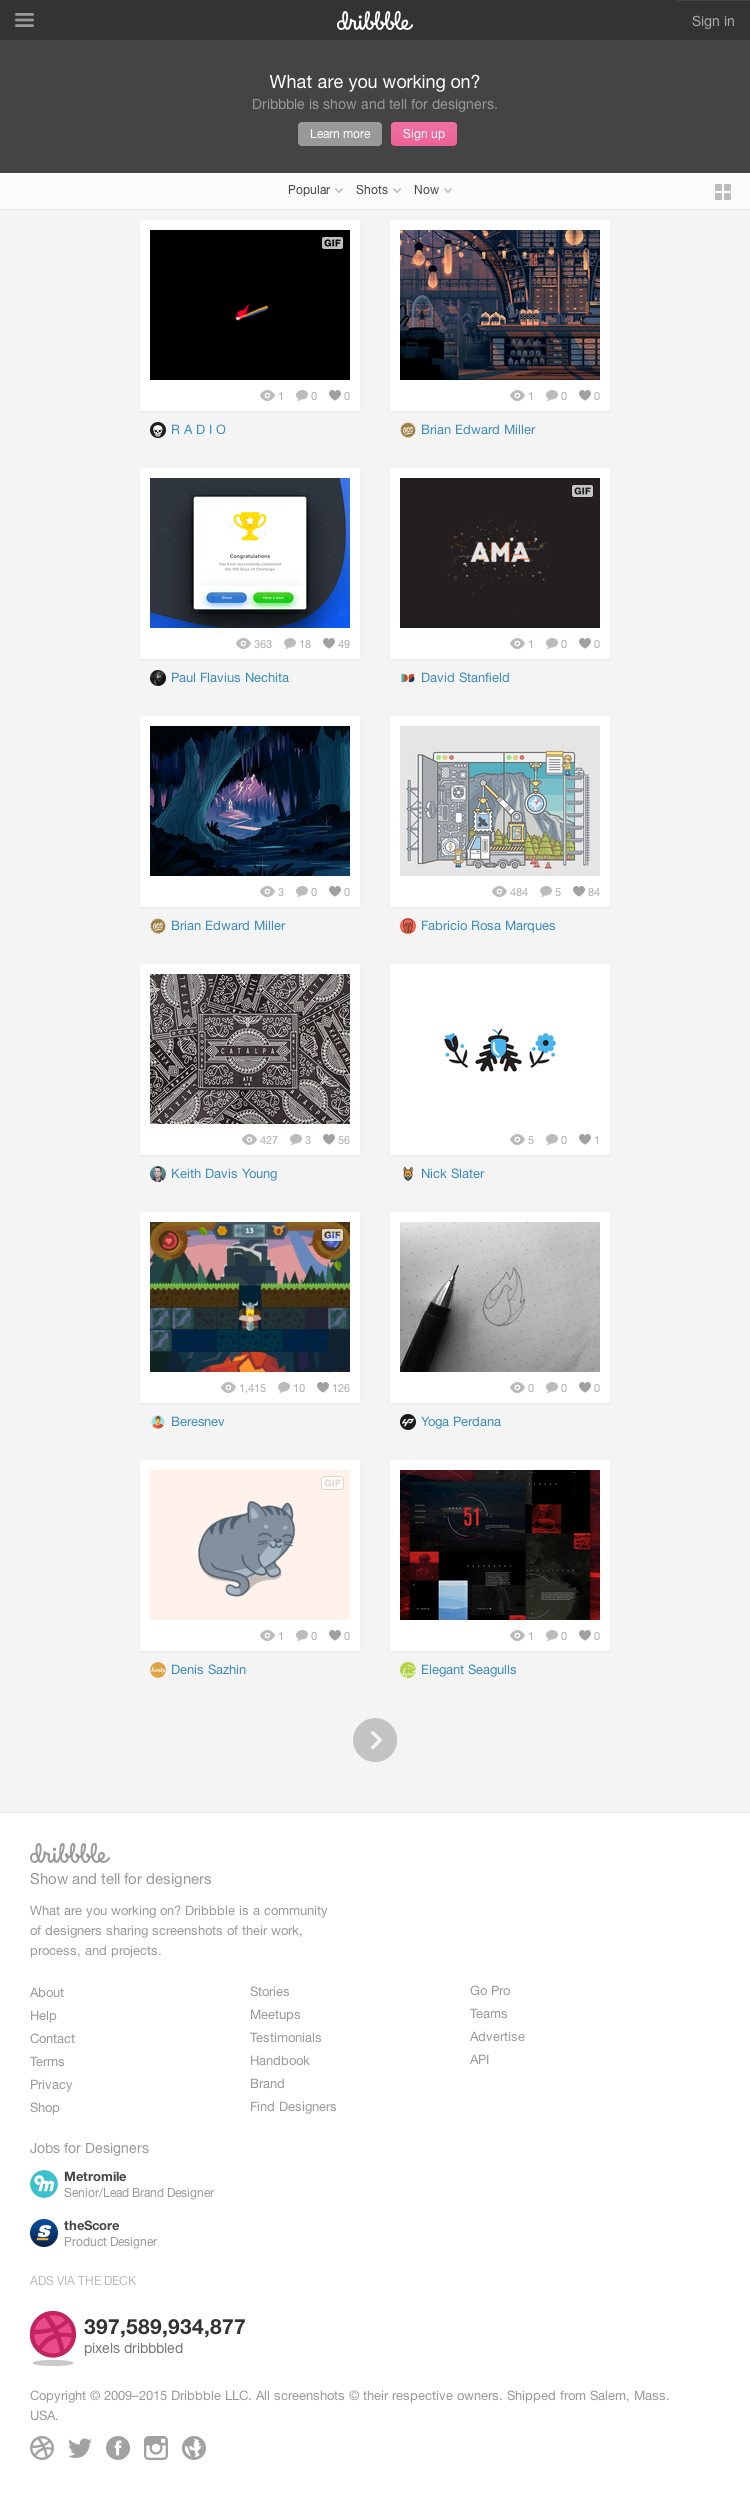 dribbble
Sign in
What are you working on?
Dribbble is show and tell for designers.
Learn more Sign up
Popular Shots Now
GIF
1 0 0
1 0 0
R A D I O
Brian Edward Miller
Congratulations
You have successfully completed
the 100 Days UI Challenge
GIF
AMA
363 18 49
1 0 0
Paul Flavius Nechita
David Stanfield
3 0 0
484 5 84
Brian Edward Miller
Fabricio Rosa Marques
CATALPA
427 3 56
5 0 1
Keith Davis Young
Nick Slater
13
GIF
1,415 10 126
0 0 0
Beresnev
Yoga Perdana
GIF
51
1 0 0
1 0 0
Denis Sazhin
Elegant Seagulls
dribbble
Show and tell for designers
What are you working on? Dribbble is a community
of designers sharing screenshots of their work,
process, and projects.
About
Help
Contact
Terms
Privacy
Shop
Stories
Meetups
Testimonials
Handbook
Brand
Find Designers
Go Pro
Teams
Advertise
API
Jobs for Designers
Metromile
Senior/Lead Brand Designer
theScore
Product Designer
ADS VIA THE DECK
397,589,934,877
pixels dribbbled
Copyright © 2009–2015 Dribbble LLC. All screenshots © their respective owners. Shipped from Salem, Mass.
USA.